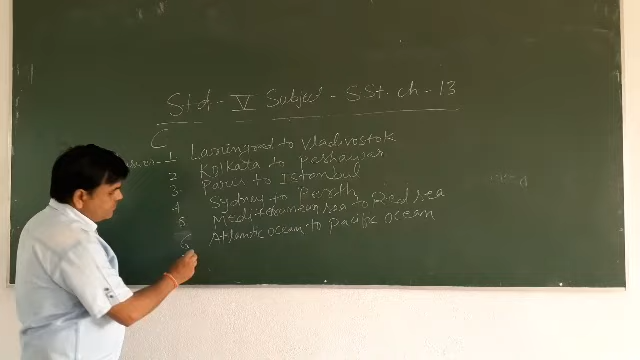 Std - V Subject - S.St. ch - 13
C
1 Leningrad to Vladivostok
2 Kolkata to Peshawar
3. Paris to Istanbul
4 Sydney to Perth
5 Mediterranean sea to Red sea
6 Atlantic ocean to pacific ocean